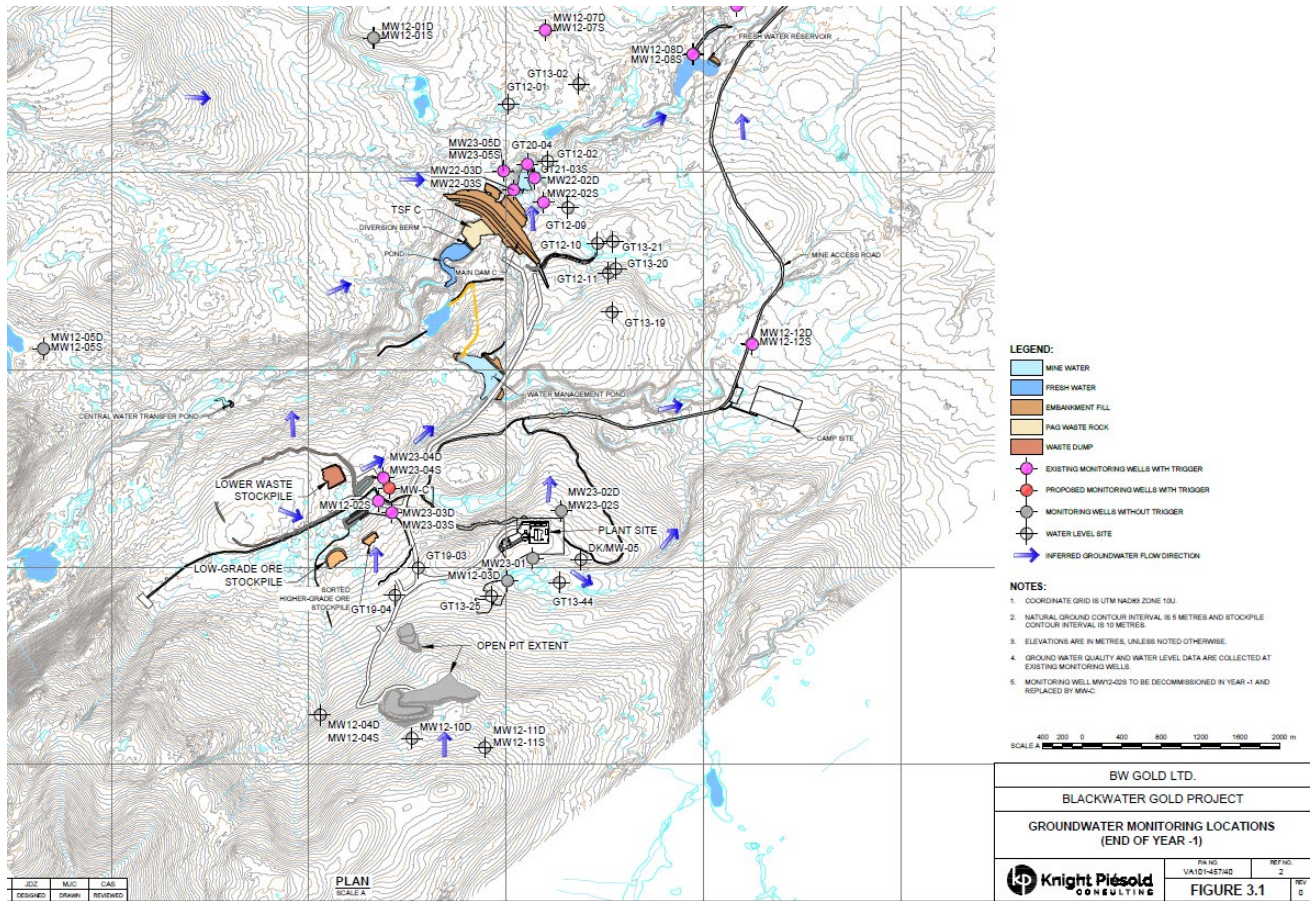 MW12-01D
MW12-01S
MW12-07D
MW12-07S
MW12-08D
MW12-08S
FRESH WATER RESERVOIR
GT13-02
GT12-01
MW23-05D
MW23-05S
GT20-04
GT12-02
MW22-03D
MW22-03S
GT21-03S
MW22-02D
MW22-02S
TSF C
DIVERSION BERM
POND
MAIN DAM C
GT12-09
GT12-10
GT13-21
GT13-20
GT12-11
GT13-19
MINE ACCESS ROAD
MW12-05D
MW12-05S
MW12-12D
MW12-12S
CENTRAL WATER TRANSFER POND
WATER MANAGEMENT POND
CAMP SITE
MW23-04D
MW23-04S
LOWER WASTE
STOCKPILE
MW-C
MW12-02S
MW23-03D
MW23-03S
MW23-02D
MW23-02S
PLANT SITE
DK/MW-05
LOW-GRADE ORE
STOCKPILE
SORTED
HIGHER-GRADE ORE
STOCKPILE
GT19-03
MW23-01
MW12-03D
GT19-04
GT13-25
GT13-44
OPEN PIT EXTENT
MW12-04D
MW12-04S
MW12-10D
MW12-11D
MW12-11S
PLAN
SCALE A
JDZ MJC CAS
DESIGNED DRAWN REVIEWED
LEGEND:
MINE WATER
FRESH WATER
EMBANKMENT FILL
PAG WASTE ROCK
WASTE DUMP
EXISTING MONITORING WELLS WITH TRIGGER
PROPOSED MONITORING WELLS WITH TRIGGER
MONITORING WELLS WITHOUT TRIGGER
WATER LEVEL SITE
INFERRED GROUNDWATER FLOW DIRECTION
NOTES:
1. COORDINATE GRID IS UTM NAD83 ZONE 10U.
2. NATURAL GROUND CONTOUR INTERVAL IS 5 METRES AND STOCKPILE
CONTOUR INTERVAL IS 10 METRES.
3. ELEVATIONS ARE IN METRES, UNLESS NOTED OTHERWISE.
4. GROUND WATER QUALITY AND WATER LEVEL DATA ARE COLLECTED AT
EXISTING MONITORING WELLS.
5. MONITORING WELL MW12-02S TO BE DECOMMISSIONED IN YEAR -1 AND
REPLACED BY MW-C.
400 200 0 400 800 1200 1600 2000 m
SCALE A
BW GOLD LTD.
BLACKWATER GOLD PROJECT
GROUNDWATER MONITORING LOCATIONS
(END OF YEAR -1)
kp Knight Piésold
CONSULTING
P/A NO.
VA101-457/40
REF NO.
2
FIGURE 3.1
REV
0